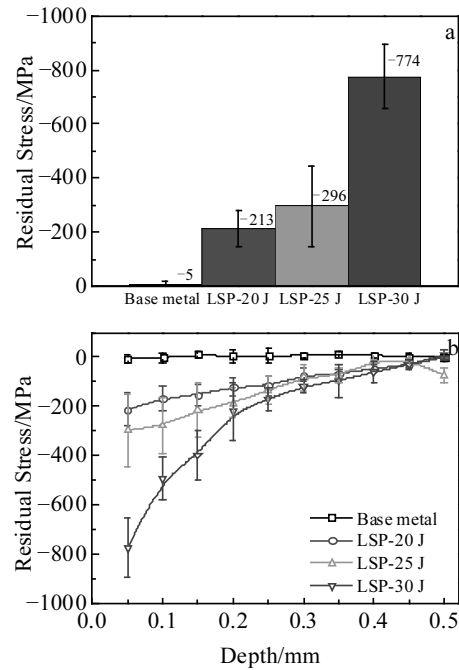 a
−1000
−800
−600
−400
−200
0
Residual Stress/MPa
−5
−213
−296
−774
Base metal LSP-20 J LSP-25 J LSP-30 J
b
0
−200
−400
−600
−800
−1000
Residual Stress/MPa
Base metal
LSP-20 J
LSP-25 J
LSP-30 J
0.0 0.1 0.2 0.3 0.4 0.5
Depth/mm